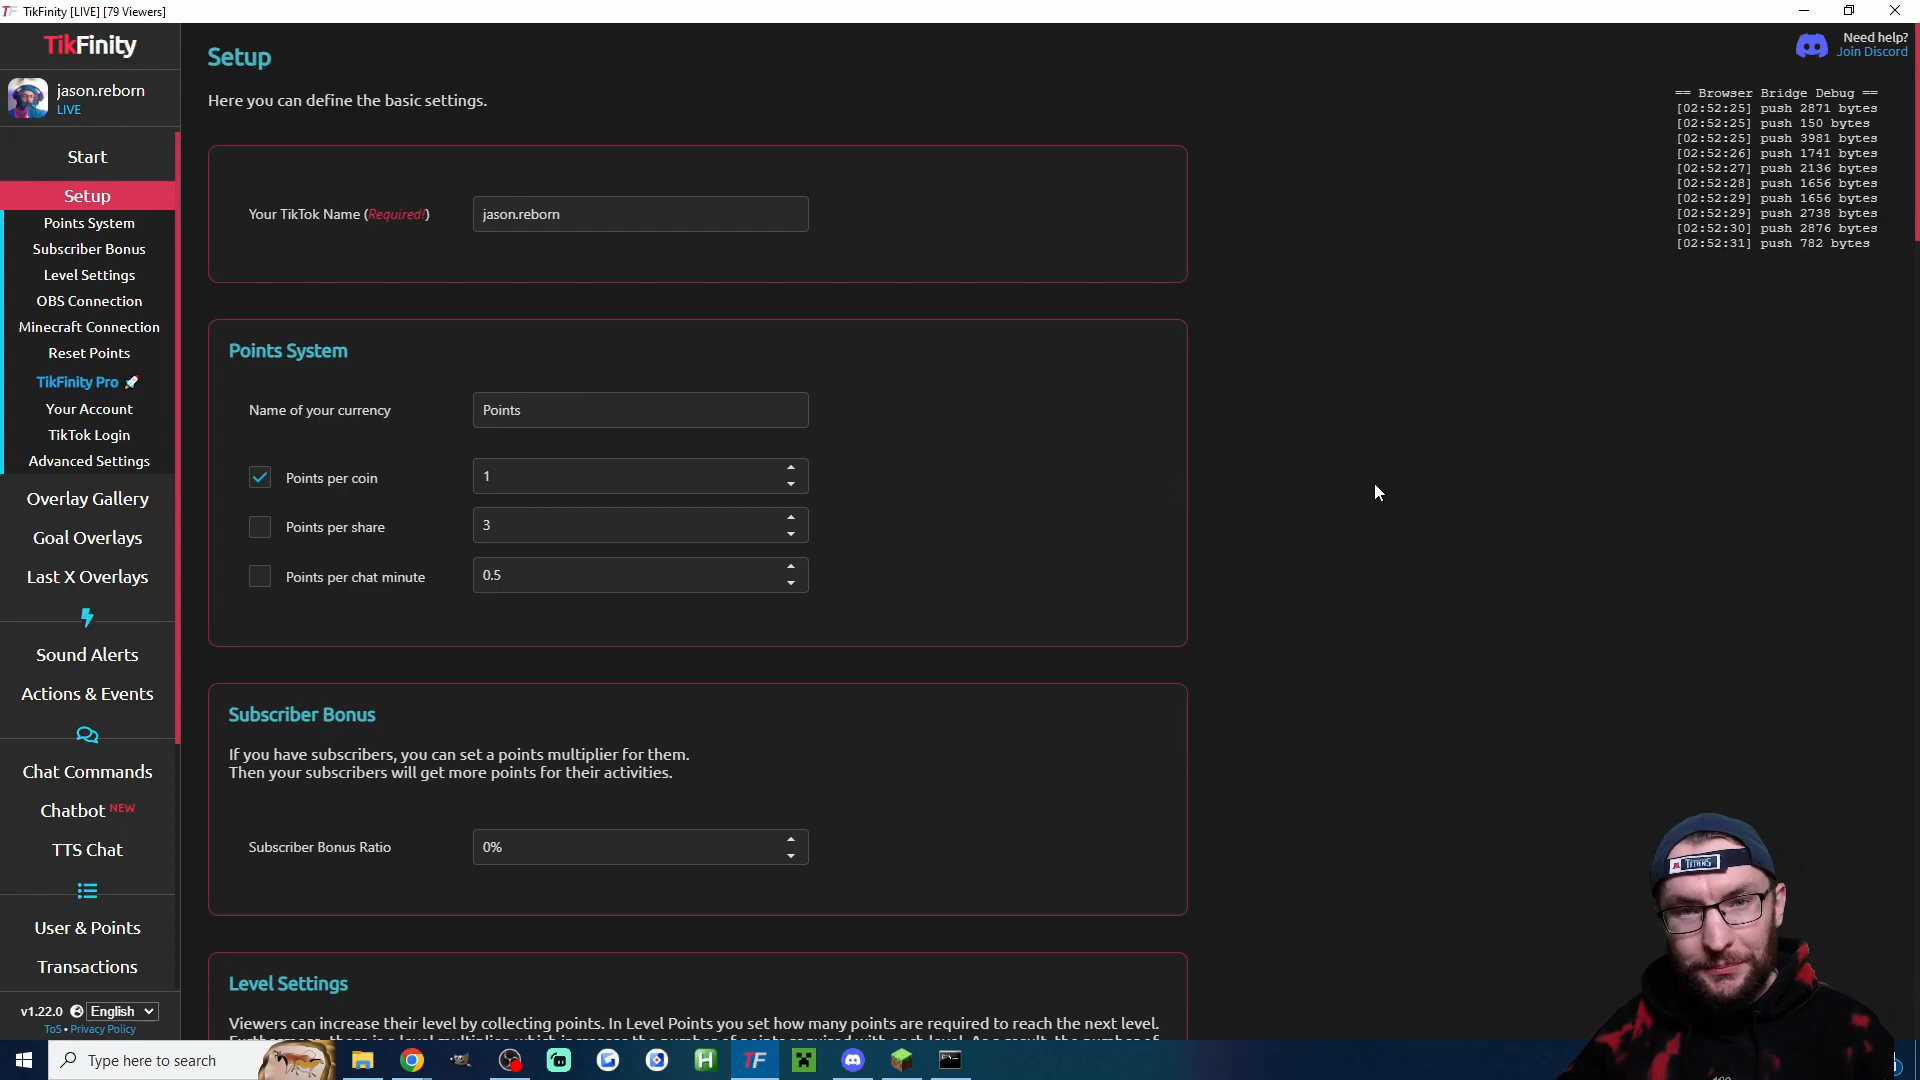 TikFinity [LIVE] [79 Viewers]
TikFinity
jason.reborn
LIVE
Start
Setup
Points System
Subscriber Bonus
Level Settings
OBS Connection
Minecraft Connection
Reset Points
TikFinity Pro
Your Account
TikTok Login
Advanced Settings
Overlay Gallery
Goal Overlays
Last X Overlays
Sound Alerts
Actions & Events
Chat Commands
Chatbot NEW
TTS Chat
User & Points
Transactions
v1.22.0 English
ToS • Privacy Policy
Setup
Here you can define the basic settings.
Your TikTok Name (Required!) jason.reborn
Points System
Name of your currency Points
Points per coin 1
Points per share 3
Points per chat minute 0.5
Subscriber Bonus
If you have subscribers, you can set a points multiplier for them.
Then your subscribers will get more points for their activities.
Subscriber Bonus Ratio 0%
Level Settings
Viewers can increase their level by collecting points. In Level Points you set how many points are required to reach the next level.
Need help?
Join Discord
== Browser Bridge Debug ==
[02:52:25] push 2871 bytes
[02:52:25] push 150 bytes
[02:52:25] push 3981 bytes
[02:52:26] push 1741 bytes
[02:52:27] push 2136 bytes
[02:52:28] push 1656 bytes
[02:52:29] push 1656 bytes
[02:52:29] push 2738 bytes
[02:52:30] push 2876 bytes
[02:52:31] push 782 bytes
TITANS
Type here to search